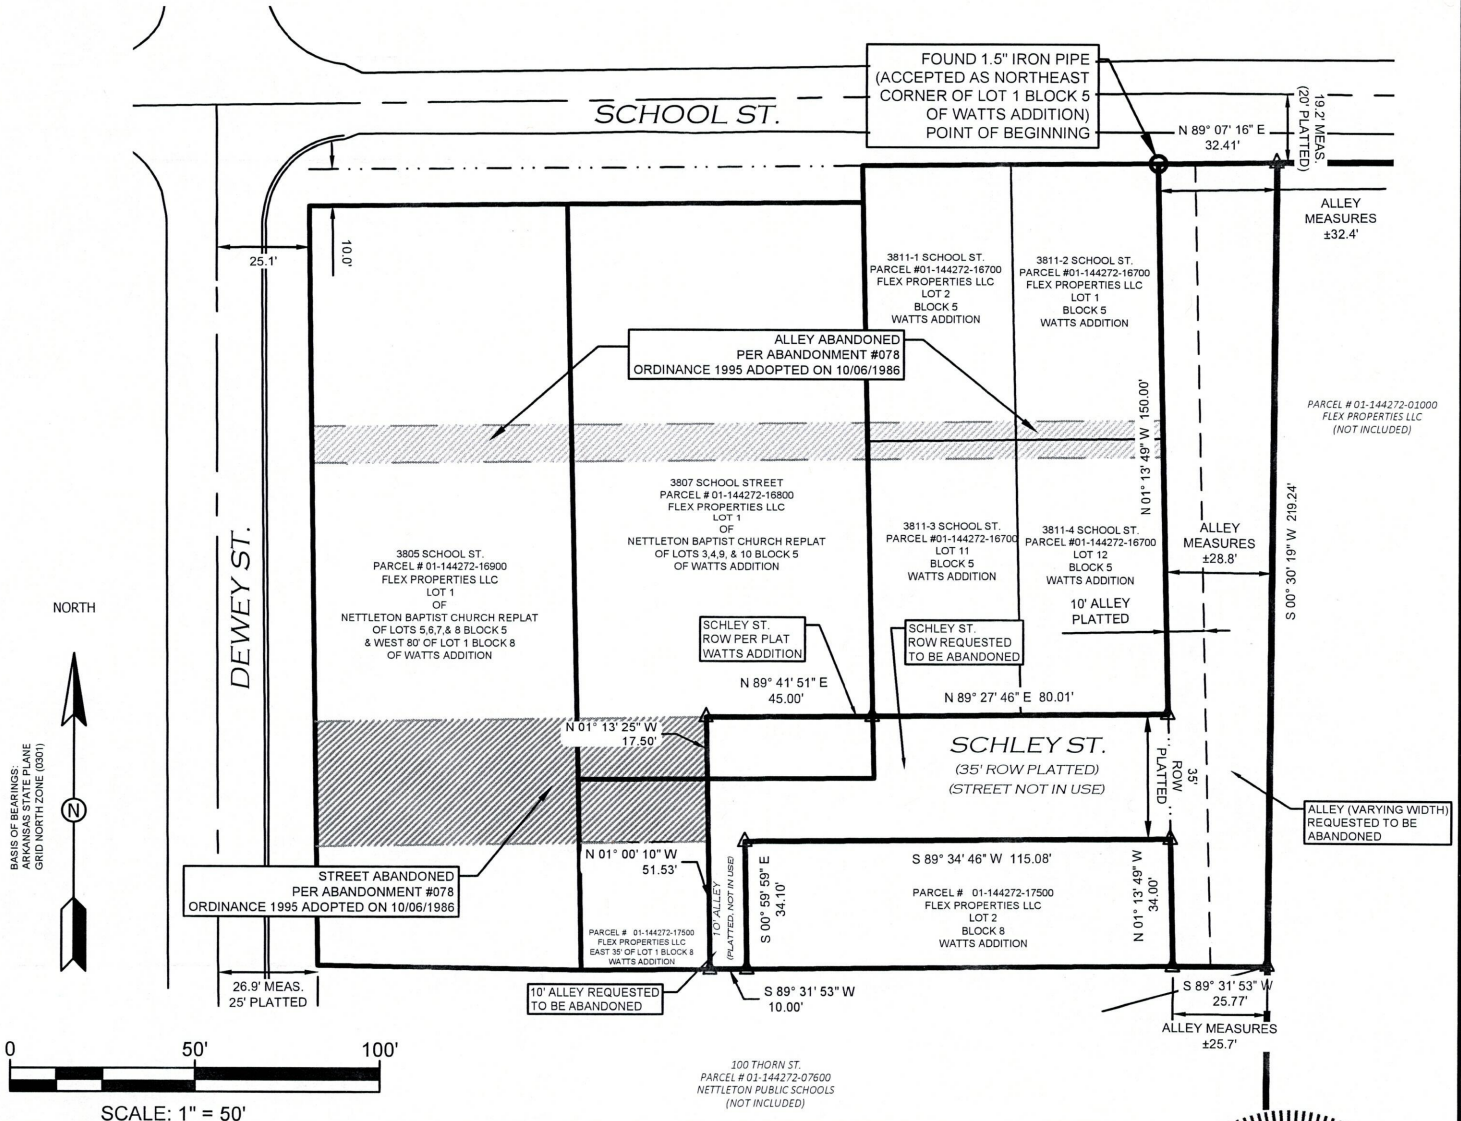 FOUND 1.5" IRON PIPE
(ACCEPTED AS NORTHEAST
CORNER OF LOT 1 BLOCK 5
OF WATTS ADDITION)
POINT OF BEGINNING
SCHOOL ST.
N 89° 07' 16" E
32.41'
19.2' MEAS.
(20' PLATTED)
ALLEY
MEASURES
±32.4'
25.1'
10.0'
3811-1 SCHOOL ST.
PARCEL #01-144272-16700
FLEX PROPERTIES LLC
LOT 2
BLOCK 5
WATTS ADDITION
3811-2 SCHOOL ST.
PARCEL #01-144272-16700
FLEX PROPERTIES LLC
LOT 1
BLOCK 5
WATTS ADDITION
ALLEY ABANDONED
PER ABANDONMENT #078
ORDINANCE 1995 ADOPTED ON 10/06/1986
N 01° 13' 49" W 150.00'
PARCEL # 01-144272-01000
FLEX PROPERTIES LLC
(NOT INCLUDED)
3807 SCHOOL STREET
PARCEL # 01-144272-16800
FLEX PROPERTIES LLC
LOT 1
OF
NETTLETON BAPTIST CHURCH REPLAT
OF LOTS 3,4,9, & 10 BLOCK 5
OF WATTS ADDITION
3811-3 SCHOOL ST.
PARCEL #01-144272-16700
FLEX PROPERTIES LLC
LOT 11
BLOCK 5
WATTS ADDITION
3811-4 SCHOOL ST.
PARCEL #01-144272-16700
FLEX PROPERTIES LLC
LOT 12
BLOCK 5
WATTS ADDITION
ALLEY
MEASURES
±28.8'
S 00° 30' 19" W 219.24'
3805 SCHOOL ST.
PARCEL # 01-144272-16900
FLEX PROPERTIES LLC
LOT 1
OF
NETTLETON BAPTIST CHURCH REPLAT
OF LOTS 5,6,7,& 8 BLOCK 5
& WEST 80' OF LOT 1 BLOCK 8
OF WATTS ADDITION
DEWEY ST.
NORTH
10' ALLEY
PLATTED
SCHLEY ST.
ROW PER PLAT
WATTS ADDITION
SCHLEY ST.
ROW REQUESTED
TO BE ABANDONED
N 89° 41' 51" E
45.00'
N 89° 27' 46" E 80.01'
N 01° 13' 25" W
17.50'
SCHLEY ST.
(35' ROW PLATTED)
(STREET NOT IN USE)
35'
ROW
PLATTED
BASIS OF BEARINGS:
ARKANSAS STATE PLANE
GRID NORTH ZONE (0301)
N
ALLEY (VARYING WIDTH)
REQUESTED TO BE
ABANDONED
STREET ABANDONED
PER ABANDONMENT #078
ORDINANCE 1995 ADOPTED ON 10/06/1986
N 01° 00' 10" W
51.53'
10' ALLEY
(PLATTED, NOT IN USE)
S 00° 59' 59" E
34.10'
S 89° 34' 46" W 115.08'
PARCEL # 01-144272-17500
FLEX PROPERTIES LLC
LOT 2
BLOCK 8
WATTS ADDITION
N 01° 13' 49" W
34.00'
PARCEL # 01-144272-17500
FLEX PROPERTIES LLC
EAST 35' OF LOT 1 BLOCK 8
WATTS ADDITION
26.9' MEAS.
25' PLATTED
10' ALLEY REQUESTED
TO BE ABANDONED
S 89° 31' 53" W
10.00'
S 89° 31' 53" W
25.77'
ALLEY MEASURES
±25.7'
0 50' 100'
SCALE: 1" = 50'
100 THORN ST.
PARCEL # 01-144272-07600
NETTLETON PUBLIC SCHOOLS
(NOT INCLUDED)